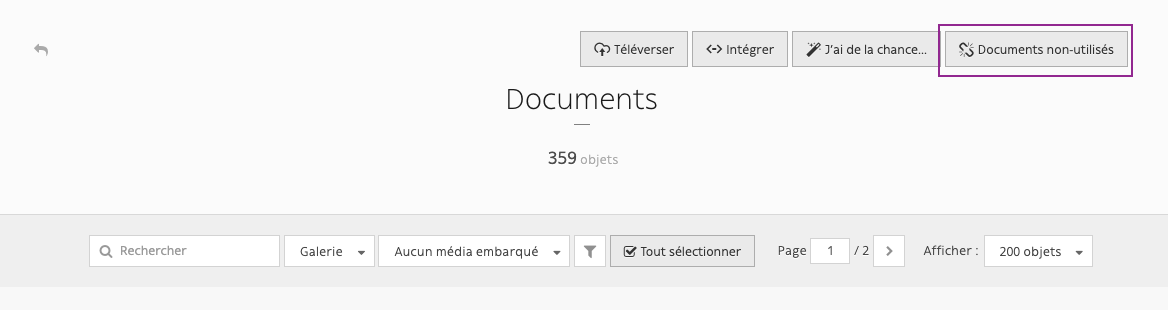 Téléverser Intégrer J'ai de la chance... Documents non-utilisés
Documents
359 objets
Rechercher Galerie Aucun média embarqué Tout sélectionner Page 1 / 2 Afficher : 200 objets